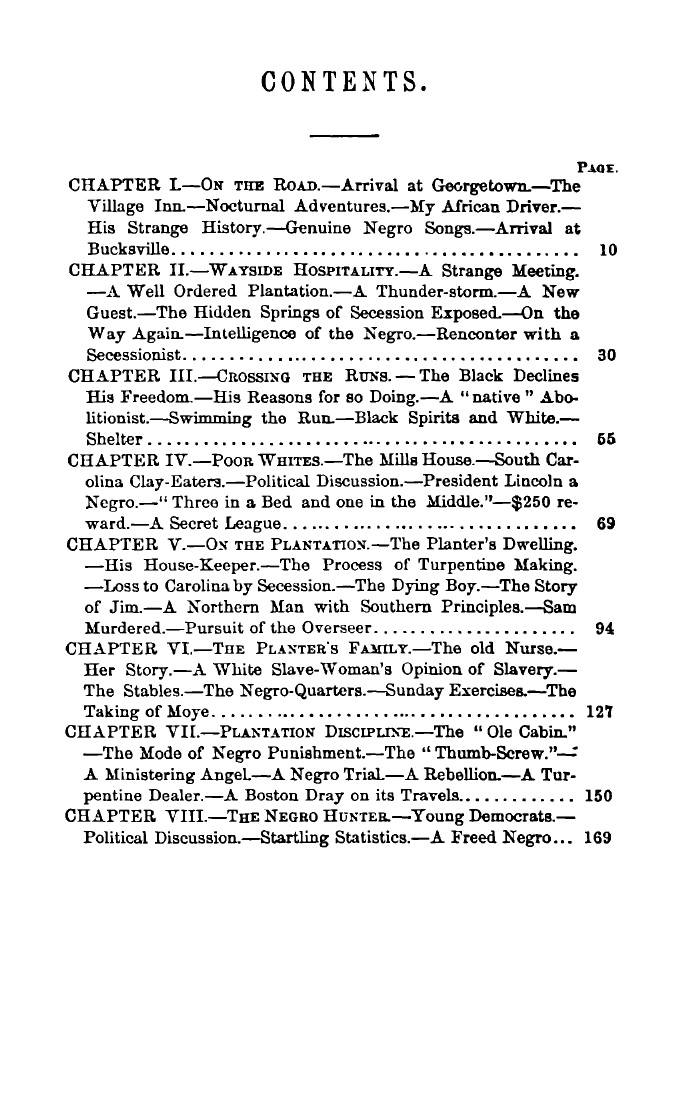 CONTENTS.
PAGE.
CHAPTER I.—ON THE ROAD.—Arrival at Georgetown.—The
Village Inn.—Nocturnal Adventures.—My African Driver.—
His Strange History.—Genuine Negro Songs.—Arrival at
Bucksville............................................ 10
CHAPTER II.—WAYSIDE HOSPITALITY.—A Strange Meeting.
—A Well Ordered Plantation.—A Thunder-storm.—A New
Guest.—The Hidden Springs of Secession Exposed.—On the
Way Again.—Intelligence of the Negro.—Renconter with a
Secessionist........................................... 30
CHAPTER III.—CROSSING THE RUNS.—The Black Declines
His Freedom.—His Reasons for so Doing.—A "native" Abo-
litionist.—Swimming the Run.—Black Spirits and White.—
Shelter............................................... 55
CHAPTER IV.—POOR WHITES.—The Mills House.—South Car-
olina Clay-Eaters.—Political Discussion.—President Lincoln a
Negro.—"Three in a Bed and one in the Middle."—$250 re-
ward.—A Secret League................................ 69
CHAPTER V.—ON THE PLANTATION.—The Planter's Dwelling.
—His House-Keeper.—The Process of Turpentine Making.
—Loss to Carolina by Secession.—The Dying Boy.—The Story
of Jim.—A Northern Man with Southern Principles.—Sam
Murdered.—Pursuit of the Overseer...................... 94
CHAPTER VI.—THE PLANTER'S FAMILY.—The old Nurse.—
Her Story.—A White Slave-Woman's Opinion of Slavery.—
The Stables.—The Negro-Quarters.—Sunday Exercises.—The
Taking of Moye........................................ 127
CHAPTER VII.—PLANTATION DISCIPLINE.—The "Ole Cabin."
—The Mode of Negro Punishment.—The "Thumb-Screw."—
A Ministering Angel.—A Negro Trial.—A Rebellion.—A Tur-
pentine Dealer.—A Boston Dray on its Travels............. 150
CHAPTER VIII.—THE NEGRO HUNTER.—Young Democrats.—
Political Discussion.—Startling Statistics.—A Freed Negro... 169